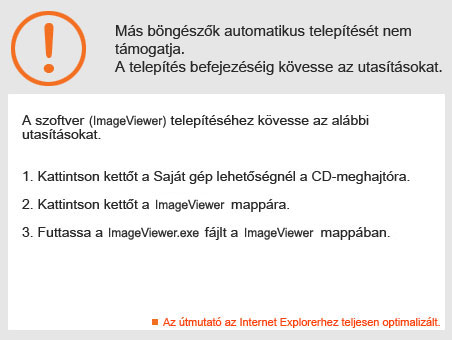 Más böngészők automatikus telepítését nem
támogatja.
A telepítés befejezéséig kövesse az utasításokat.
A szoftver (ImageViewer) telepítéséhez kövesse az alábbi
utasításokat.
1. Kattintson kettőt a Saját gép lehetőségnél a CD-meghajtóra.
2. Kattintson kettőt a ImageViewer mappára.
3. Futtassa a ImageViewer.exe fájlt a ImageViewer mappában.
Az útmutató az Internet Explorerhez teljesen optimalizált.